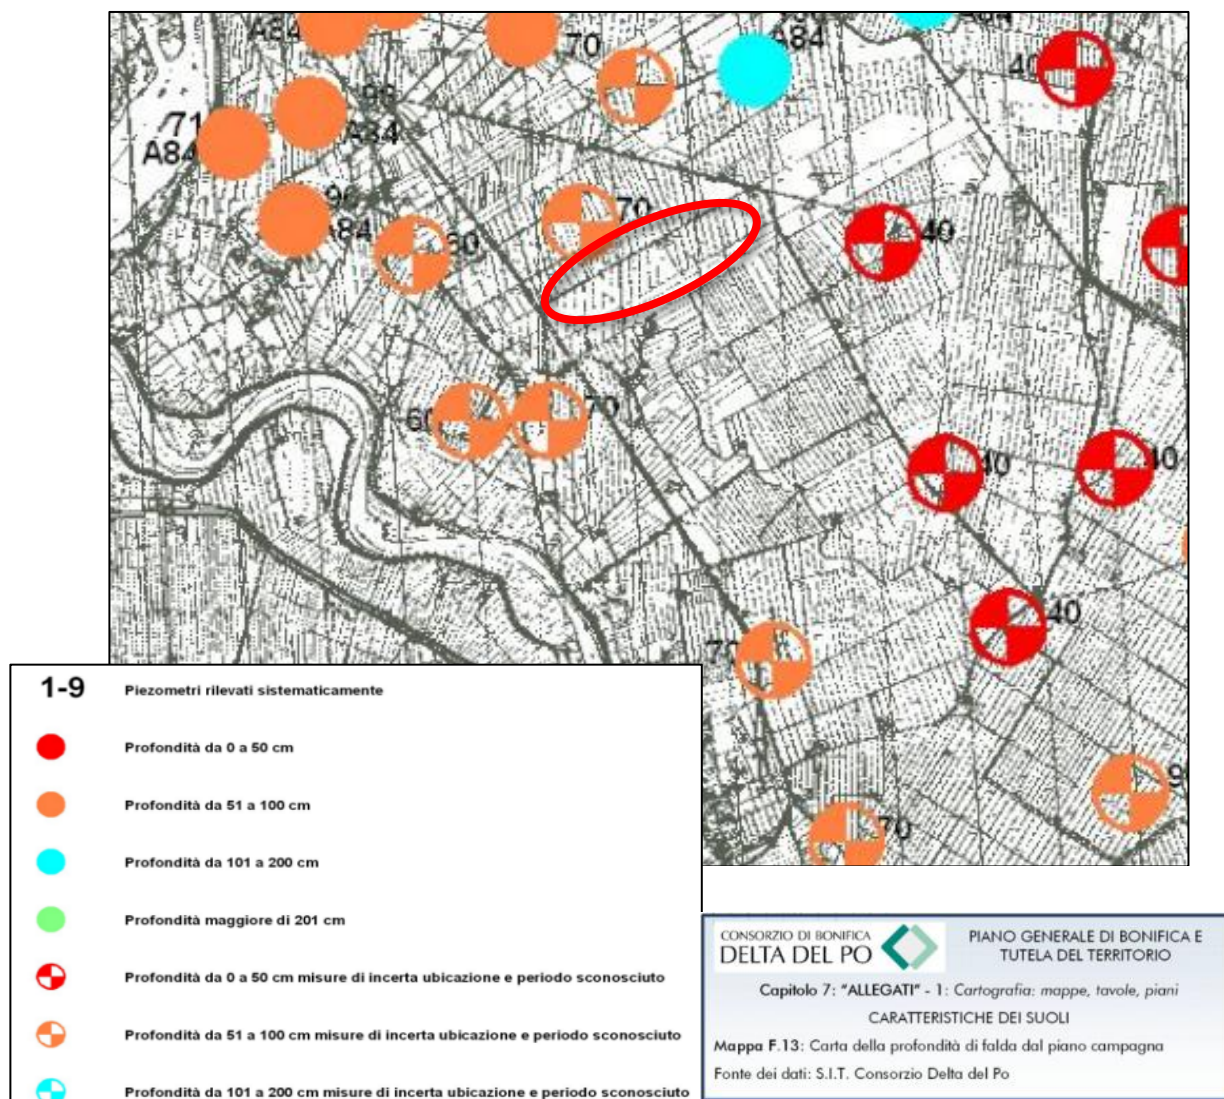 A84
70
A84
40
71
A84
A84
96
A84
70
60
40
60
70
40
40
40
70
1-9 Piezometri rilevati sistematicamente
Profondità da 0 a 50 cm
Profondità da 51 a 100 cm
Profondità da 101 a 200 cm
Profondità maggiore di 201 cm
Profondità da 0 a 50 cm misure di incerta ubicazione e periodo sconosciuto
Profondità da 51 a 100 cm misure di incerta ubicazione e periodo sconosciuto
Profondità da 101 a 200 cm misure di incerta ubicazione e periodo sconosciuto
CONSORZIO DI BONIFICA
DELTA DEL PO
PIANO GENERALE DI BONIFICA E
TUTELA DEL TERRITORIO
Capitolo 7: "ALLEGATI" - 1: Cartografia: mappe, tavole, piani
CARATTERISTICHE DEI SUOLI
Mappa F.13: Carta della profondità di falda dal piano campagna
Fonte dei dati: S.I.T. Consorzio Delta del Po